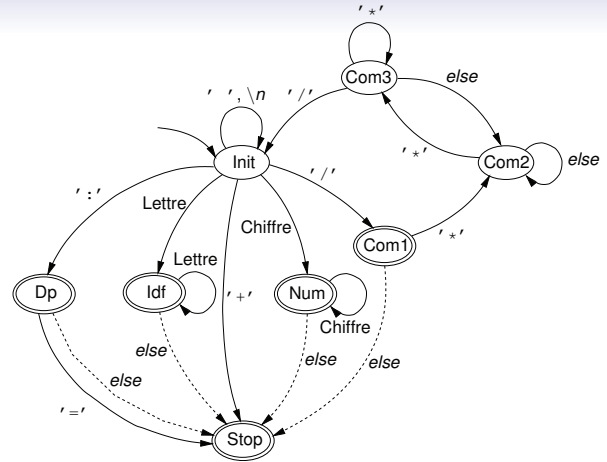 '*'
Com3
else
' ', \n
'/'
'*'
Init
Com2
else
':'
Lettre
'/'
Chiffre
'*'
Com1
Lettre
Dp
Idf
Num
'+'
Chiffre
else
else
else
else
'='
Stop